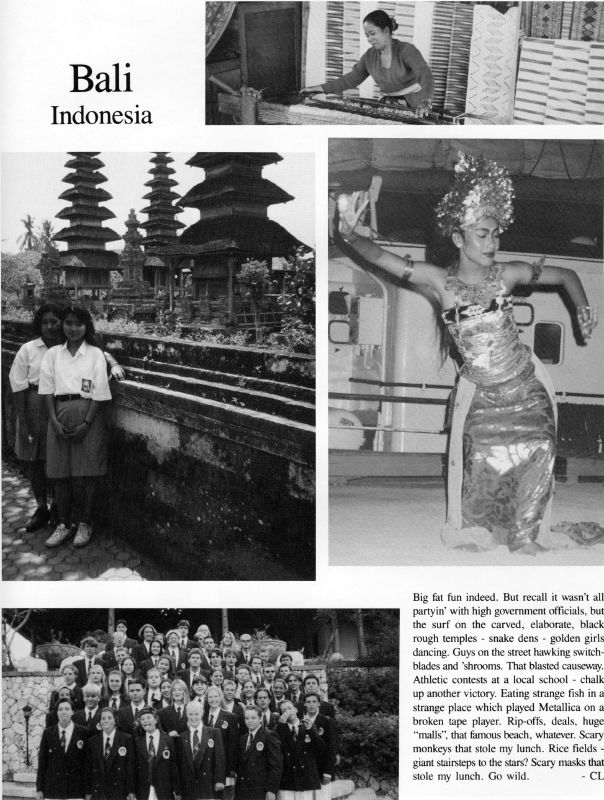 Bali
Indonesia
Big fat fun indeed. But recall it wasn't all
partyin' with high government officials, but
the surf on the carved, elaborate, black
rough temples - snake dens - golden girls
dancing. Guys on the street hawking switch-
blades and 'shrooms. That blasted causeway.
Athletic contests at a local school - chalk
up another victory. Eating strange fish in a
strange place which played Metallica on a
broken tape player. Rip-offs, deals, huge
"malls", that famous beach, whatever. Scary
monkeys that stole my lunch. Rice fields -
giant stairsteps to the stars? Scary masks that
stole my lunch. Go wild. - CL